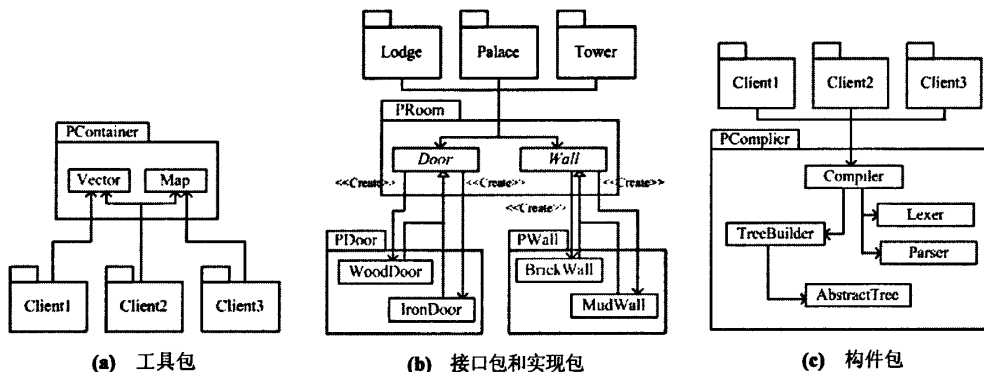 PContainer
Vector
Map
Client1
Client2
Client3
(a) 工具包
Lodge
Palace
Tower
PRoom
Door
Wall
<<Create>>
<<Create>>
<<Create>>
<<Create>>
PDoor
WoodDoor
IronDoor
PWall
BrickWall
MudWall
(b) 接口包和实现包
Client1
Client2
Client3
PComplier
Compiler
Lexer
TreeBuilder
Parser
AbstractTree
(c) 构件包